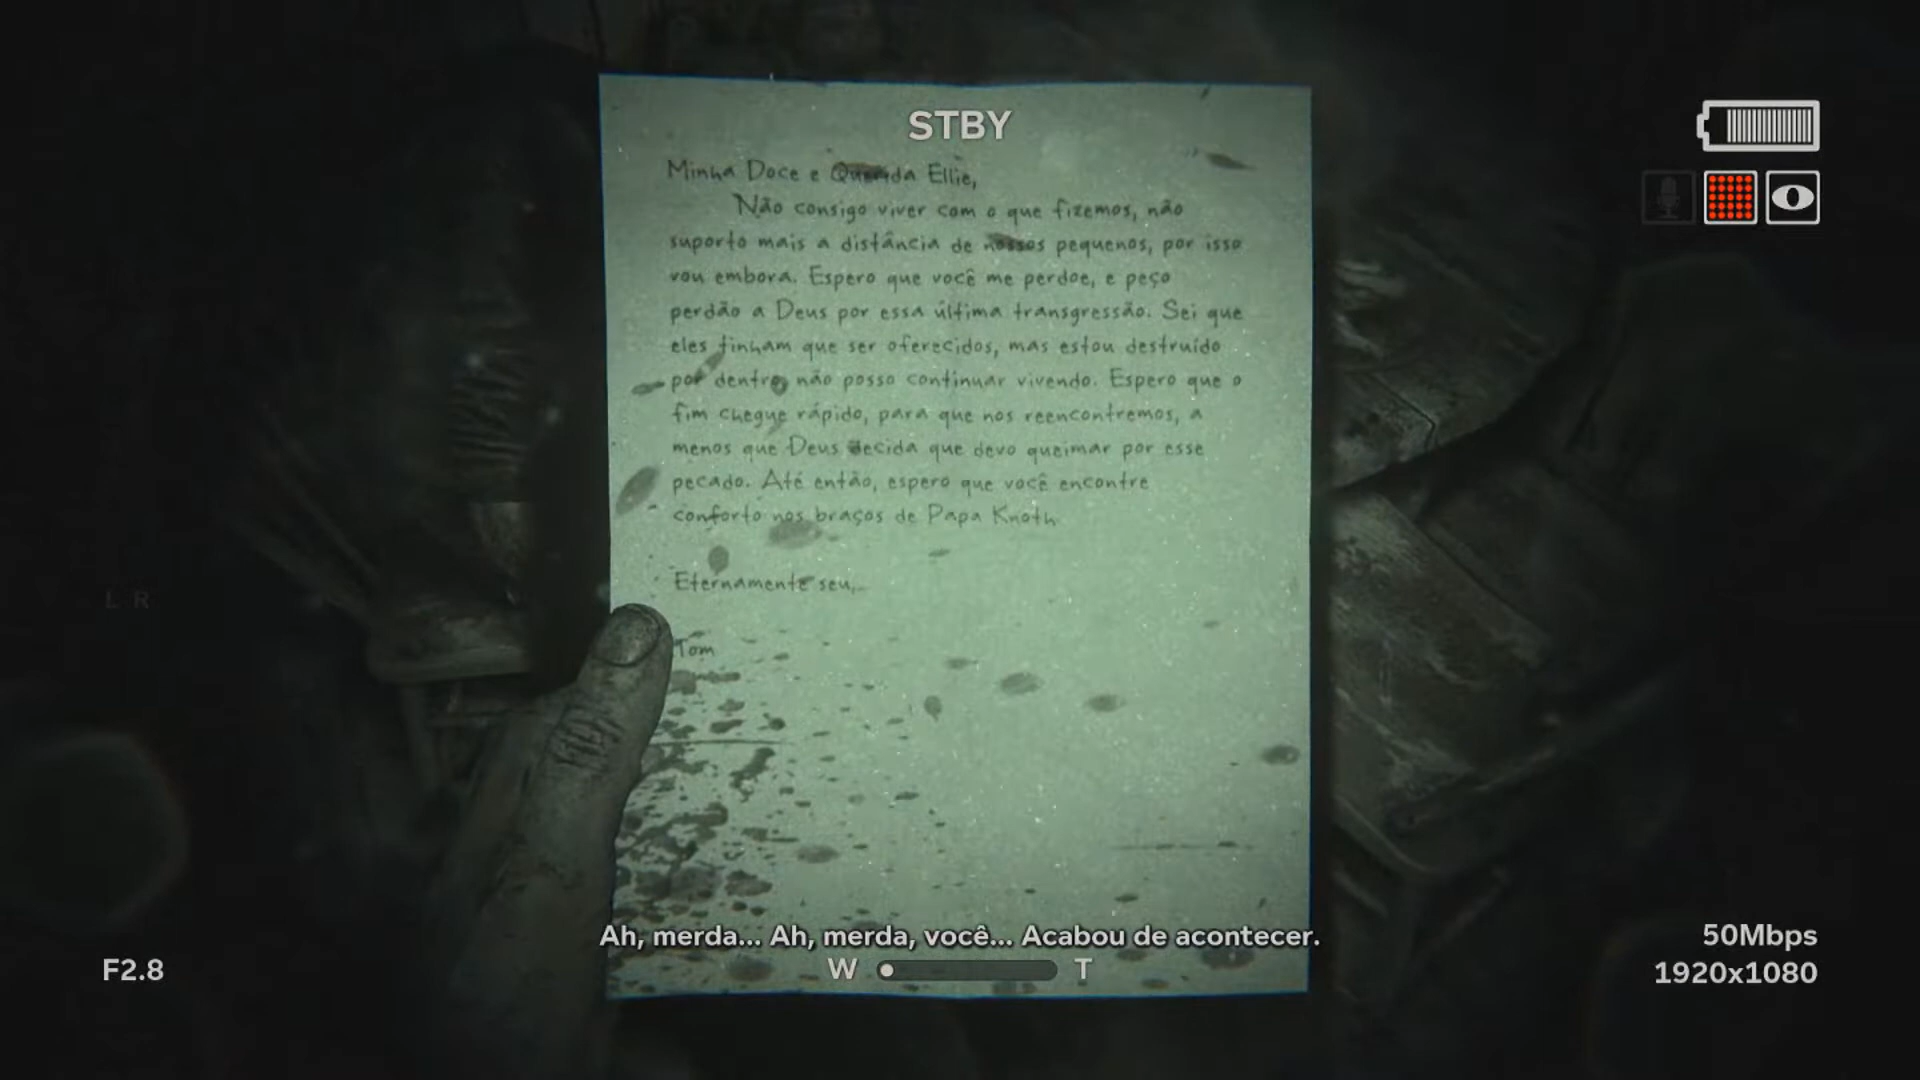 STBY
Minha Doce e Querida Ellie,
Não consigo viver com o que fizemos, não
suporto mais a distância de nossos pequenos, por isso
vou embora. Espero que você me perdoe, e peço
perdão a Deus por essa última transgressão. Sei que
eles tinham que ser oferecidos, mas estou destruído
por dentro, não posso continuar vivendo. Espero que o
fim chegue rápido, para que nos reencontremos, a
menos que Deus decida que devo queimar por esse
pecado. Até então, espero que você encontre
conforto nos braços de Papa Knoth.
Eternamente seu,
Tom
L R
Ah, merda... Ah, merda, você... Acabou de acontecer.
W T
F2.8
50Mbps
1920x1080